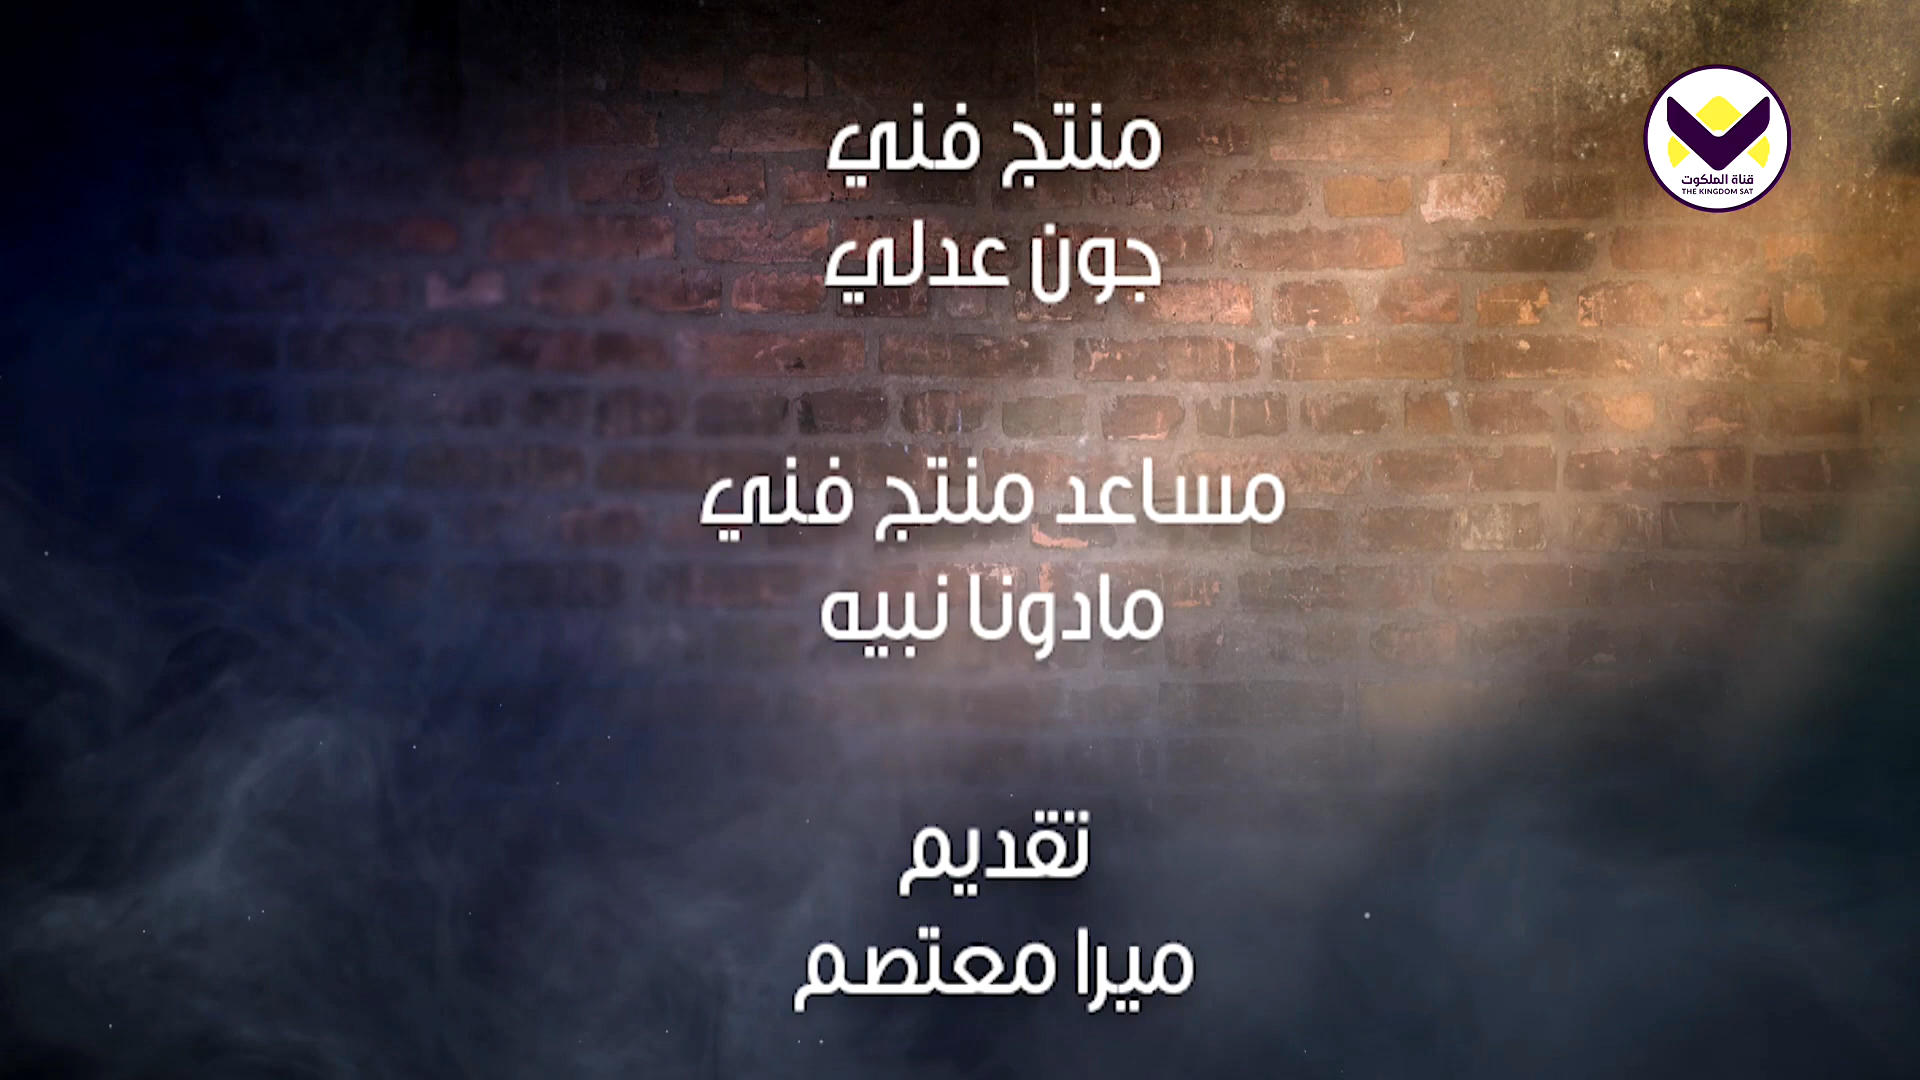 منتج فني
جون عدلي
مساعد منتج فني
مادونا نبيه
تقديم
ميرا معتصم
قناة الملكوت
THE KINGDOM SAT